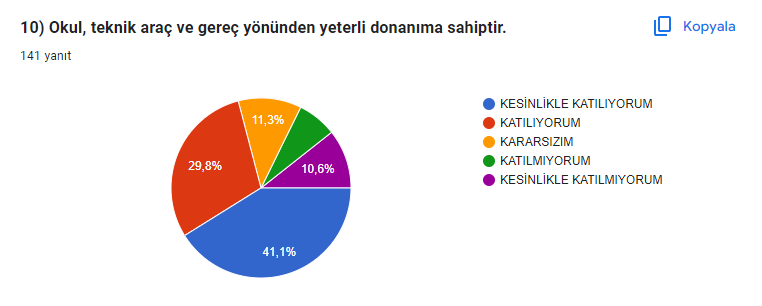 10) Okul, teknik araç ve gereç yönünden yeterli donanıma sahiptir.
Kopyala
141 yanıt
11,3%
29,8%
10,6%
41,1%
KESİNLİKLE KATILIYORUM
KATILIYORUM
KARARSIZIM
KATILMIYORUM
KESİNLİKLE KATILMIYORUM